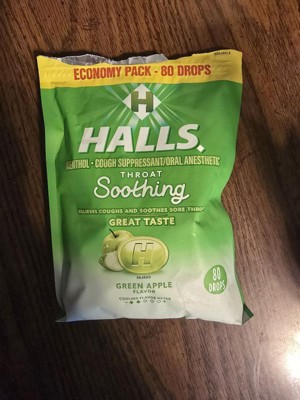 ECONOMY PACK - 80 DROPS
H
HALLS
MENTHOL • COUGH SUPPRESSANT/ORAL ANESTHETIC
THROAT
Soothing
RELIEVES COUGHS AND SOOTHES SORE THROATS
GREAT TASTE
H
GREEN APPLE
FLAVOR
80
DROPS